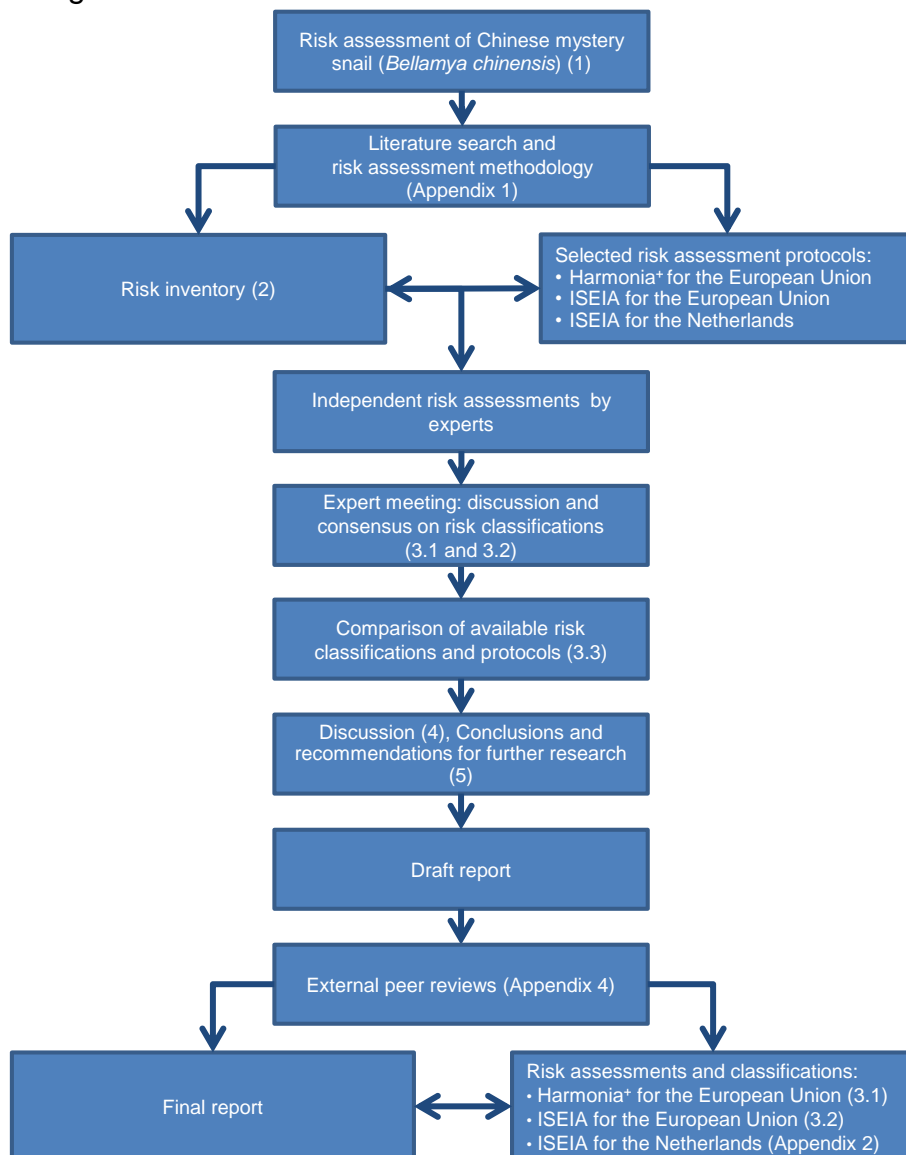 Risk assessment of Chinese mystery
snail (Bellamya chinensis) (1)
Literature search and
risk assessment methodology
(Appendix 1)
Risk inventory (2)
Selected risk assessment protocols:
• Harmonia⁺ for the European Union
• ISEIA for the European Union
• ISEIA for the Netherlands
Independent risk assessments by
experts
Expert meeting: discussion and
consensus on risk classifications
(3.1 and 3.2)
Comparison of available risk
classifications and protocols (3.3)
Discussion (4), Conclusions and
recommendations for further research
(5)
Draft report
External peer reviews (Appendix 4)
Final report
Risk assessments and classifications:
• Harmonia⁺ for the European Union (3.1)
• ISEIA for the European Union (3.2)
• ISEIA for the Netherlands (Appendix 2)